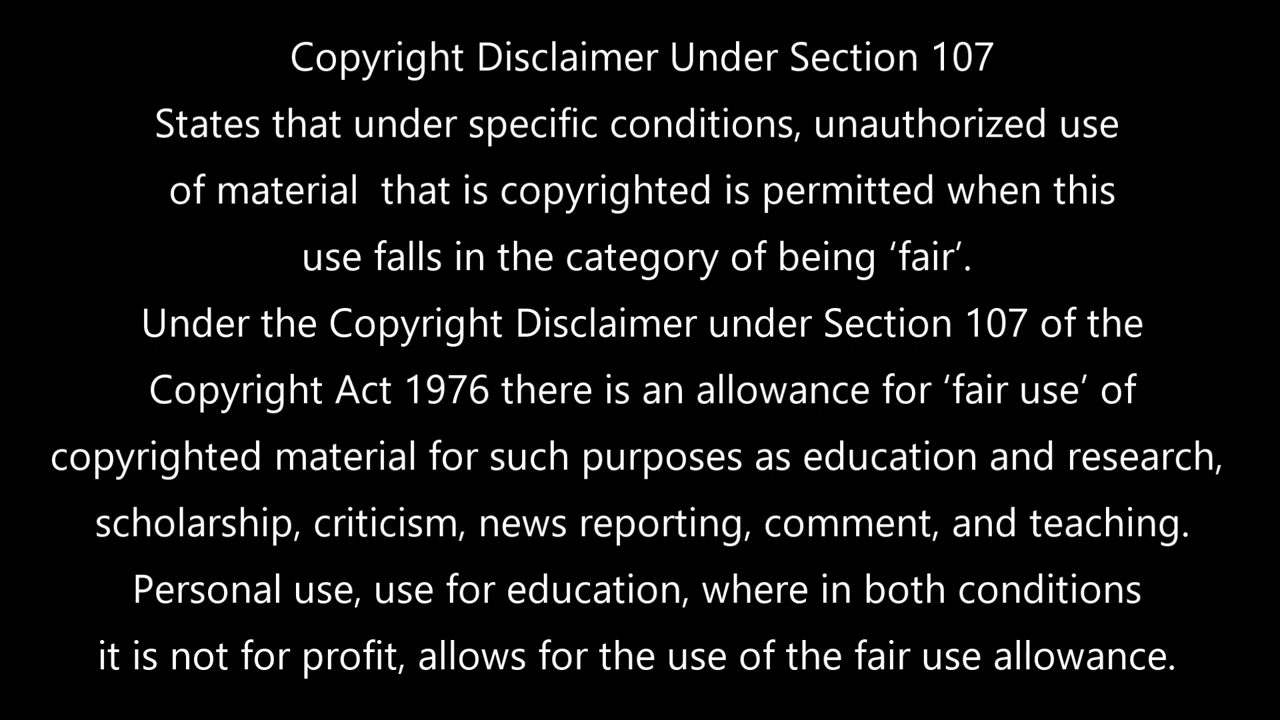 Copyright Disclaimer Under Section 107
States that under specific conditions, unauthorized use
of material  that is copyrighted is permitted when this
use falls in the category of being ‘fair’.
Under the Copyright Disclaimer under Section 107 of the
Copyright Act 1976 there is an allowance for ‘fair use’ of
copyrighted material for such purposes as education and research,
scholarship, criticism, news reporting, comment, and teaching.
Personal use, use for education, where in both conditions
it is not for profit, allows for the use of the fair use allowance.